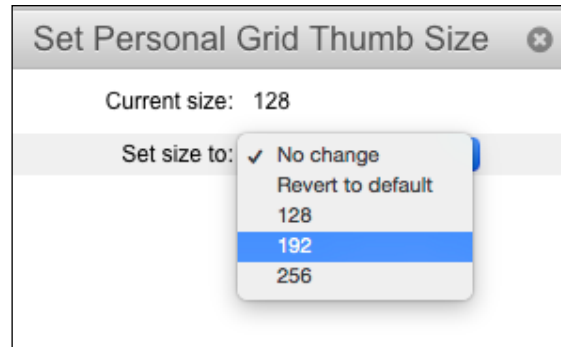 Set Personal Grid Thumb Size
Current size: 128
Set size to: ✓ No change
Revert to default
128
192
256